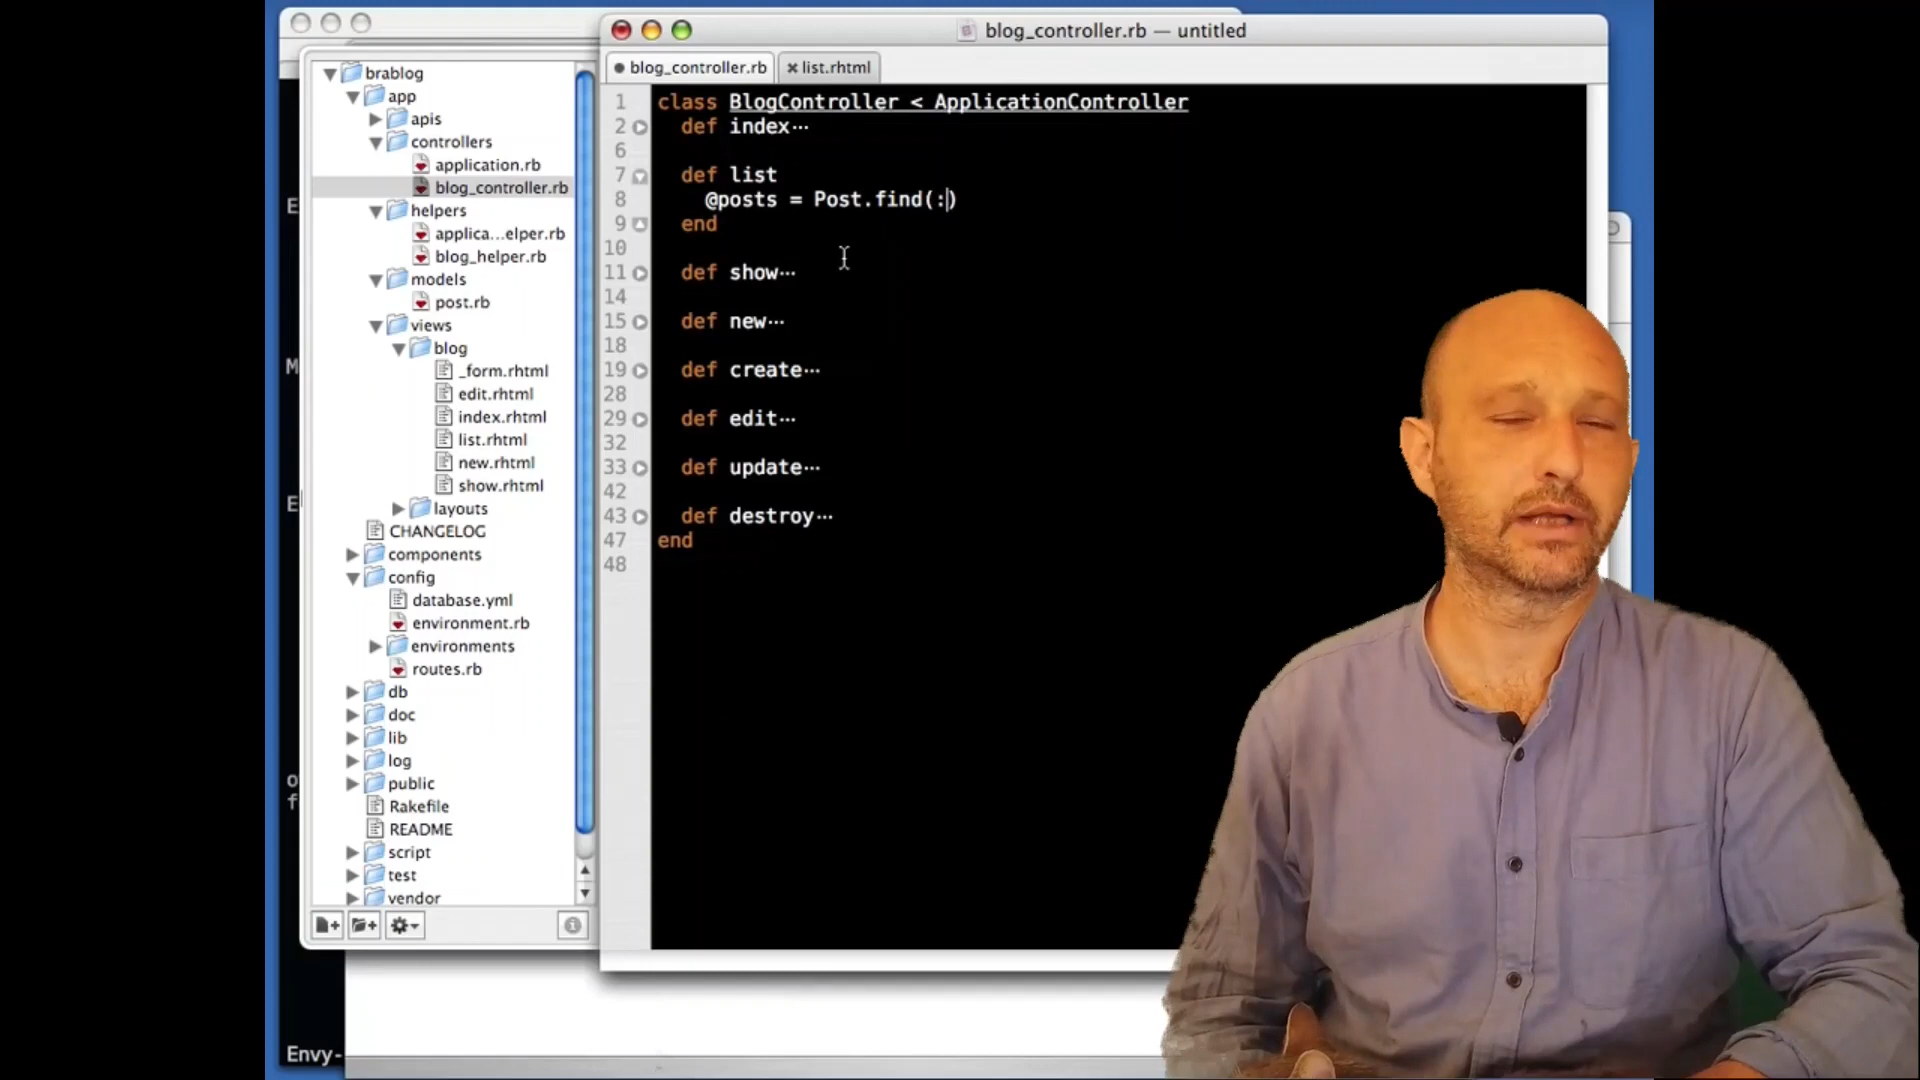 blog_controller.rb — untitled
blog_controller.rb
list.rhtml
brablog
app
apis
controllers
application.rb
blog_controller.rb
helpers
applica...elper.rb
blog_helper.rb
models
post.rb
views
blog
_form.rhtml
edit.rhtml
index.rhtml
list.rhtml
new.rhtml
show.rhtml
layouts
CHANGELOG
components
config
database.yml
environment.rb
environments
routes.rb
db
doc
lib
log
public
Rakefile
README
script
test
vendor
1 class BlogController < ApplicationController
2 def index…
6
7 def list
8 @posts = Post.find(:)
9 end
10
11 def show…
14
15 def new…
18
19 def create…
28
29 def edit…
32
33 def update…
42
43 def destroy…
47 end
48
E
M
E
o
f
Envy-